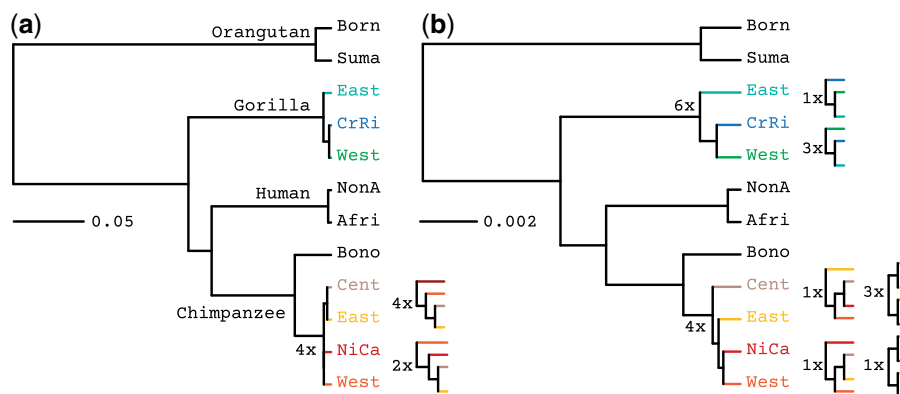 (a)
Orangutan
Born
Suma
Gorilla
East
CrRi
West
Human
NonA
Afri
0.05
Bono
Chimpanzee
Cent
East
NiCa
West
4x
4x
2x
(b)
Born
Suma
6x
East
CrRi
West
1x
3x
NonA
Afri
0.002
Bono
Cent
East
NiCa
West
4x
1x
3x
1x
1x